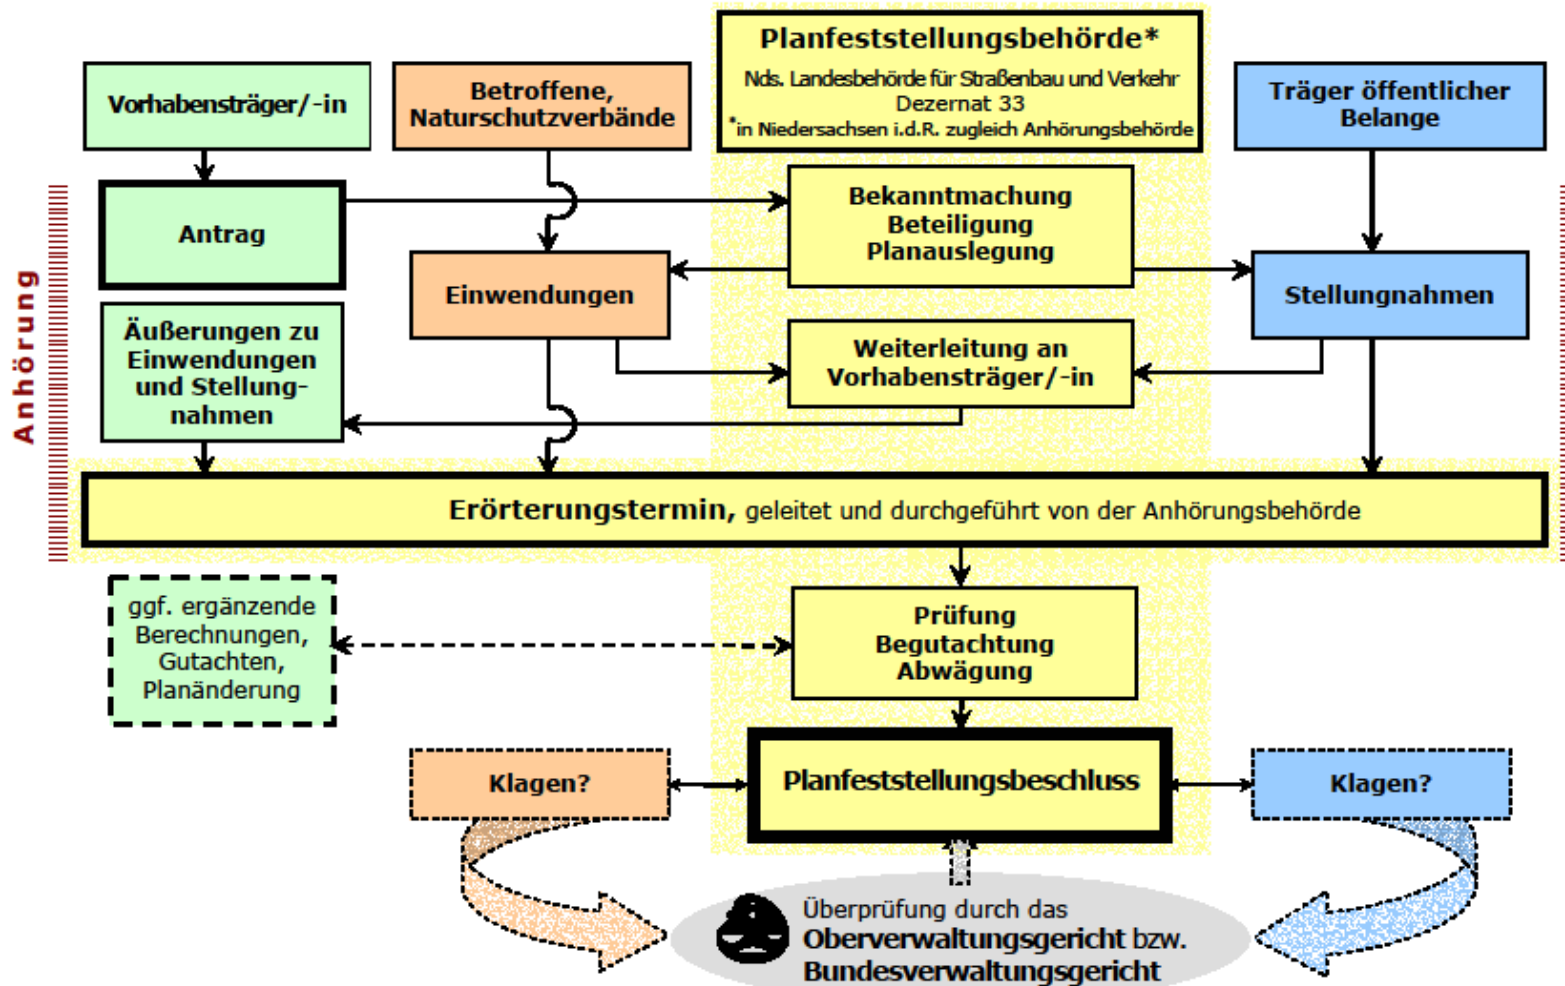 Planfeststellungsbehörde*
Nds. Landesbehörde für Straßenbau und Verkehr
Dezernat 33
*in Niedersachsen i.d.R. zugleich Anhörungsbehörde
Vorhabensträger/-in
Betroffene,
Naturschutzverbände
Träger öffentlicher
Belange
Anhörung
Antrag
Bekanntmachung
Beteiligung
Planauslegung
Einwendungen
Stellungnahmen
Äußerungen zu
Einwendungen
und Stellung-
nahmen
Weiterleitung an
Vorhabensträger/-in
Erörterungstermin, geleitet und durchgeführt von der Anhörungsbehörde
ggf. ergänzende
Berechnungen,
Gutachten,
Planänderung
Prüfung
Begutachtung
Abwägung
Klagen?
Planfeststellungsbeschluss
Klagen?
Überprüfung durch das
Oberverwaltungsgericht bzw.
Bundesverwaltungsgericht